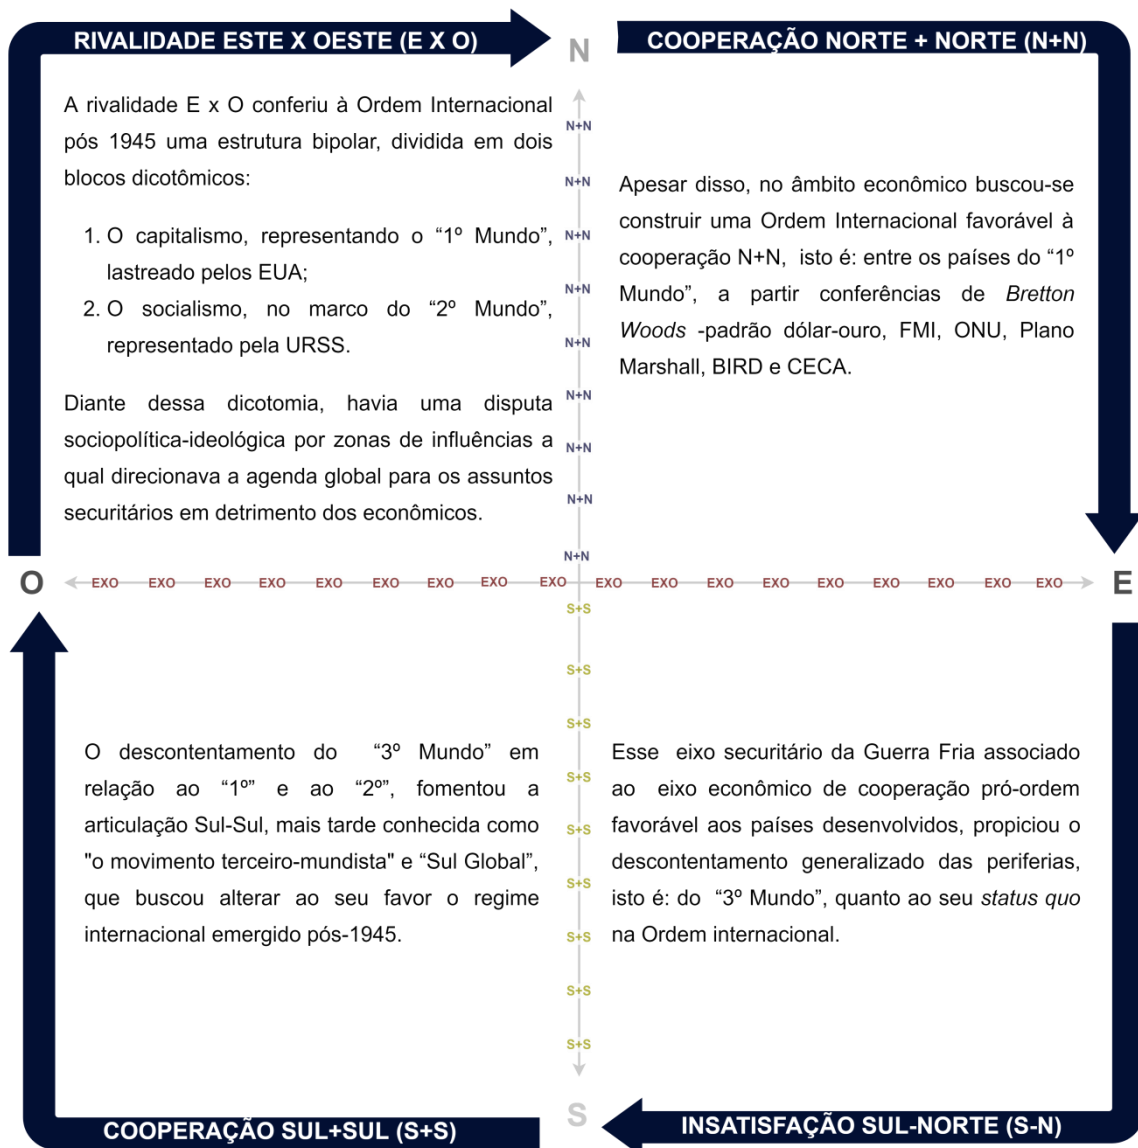 RIVALIDADE ESTE X OESTE (E X O)
N
COOPERAÇÃO NORTE + NORTE (N+N)
A rivalidade E x O conferiu à Ordem Internacional
pós 1945 uma estrutura bipolar, dividida em dois
blocos dicotômicos:
1. O capitalismo, representando o “1º Mundo”,
lastreado pelos EUA;
2. O socialismo, no marco do “2º Mundo”,
representado pela URSS.
Diante dessa dicotomia, havia uma disputa
sociopolítica-ideológica por zonas de influências a
qual direcionava a agenda global para os assuntos
securitários em detrimento dos econômicos.
N+N
N+N
N+N
N+N
N+N
N+N
N+N
N+N
N+N
Apesar disso, no âmbito econômico buscou-se
construir uma Ordem Internacional favorável à
cooperação N+N, isto é: entre os países do “1º
Mundo”, a partir conferências de Bretton
Woods -padrão dólar-ouro, FMI, ONU, Plano
Marshall, BIRD e CECA.
O
EXO EXO EXO EXO EXO EXO EXO EXO EXO EXO EXO EXO EXO EXO EXO EXO EXO EXO
E
S+S
S+S
S+S
S+S
S+S
S+S
S+S
S+S
S+S
O descontentamento do “3º Mundo” em
relação ao “1º” e ao “2º”, fomentou a
articulação Sul-Sul, mais tarde conhecida como
"o movimento terceiro-mundista" e “Sul Global”,
que buscou alterar ao seu favor o regime
internacional emergido pós-1945.
Esse eixo securitário da Guerra Fria associado
ao eixo econômico de cooperação pró-ordem
favorável aos países desenvolvidos, propiciou o
descontentamento generalizado das periferias,
isto é: do “3º Mundo”, quanto ao seu status quo
na Ordem internacional.
COOPERAÇÃO SUL+SUL (S+S)
S
INSATISFAÇÃO SUL-NORTE (S-N)